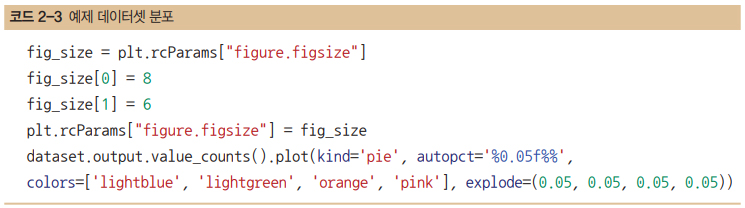 코드 2-3 예제 데이터셋 분포
fig_size = plt.rcParams["figure.figsize"]
fig_size[0] = 8
fig_size[1] = 6
plt.rcParams["figure.figsize"] = fig_size
dataset.output.value_counts().plot(kind='pie', autopct='%0.05f%%',
colors=['lightblue', 'lightgreen', 'orange', 'pink'], explode=(0.05, 0.05, 0.05, 0.05))